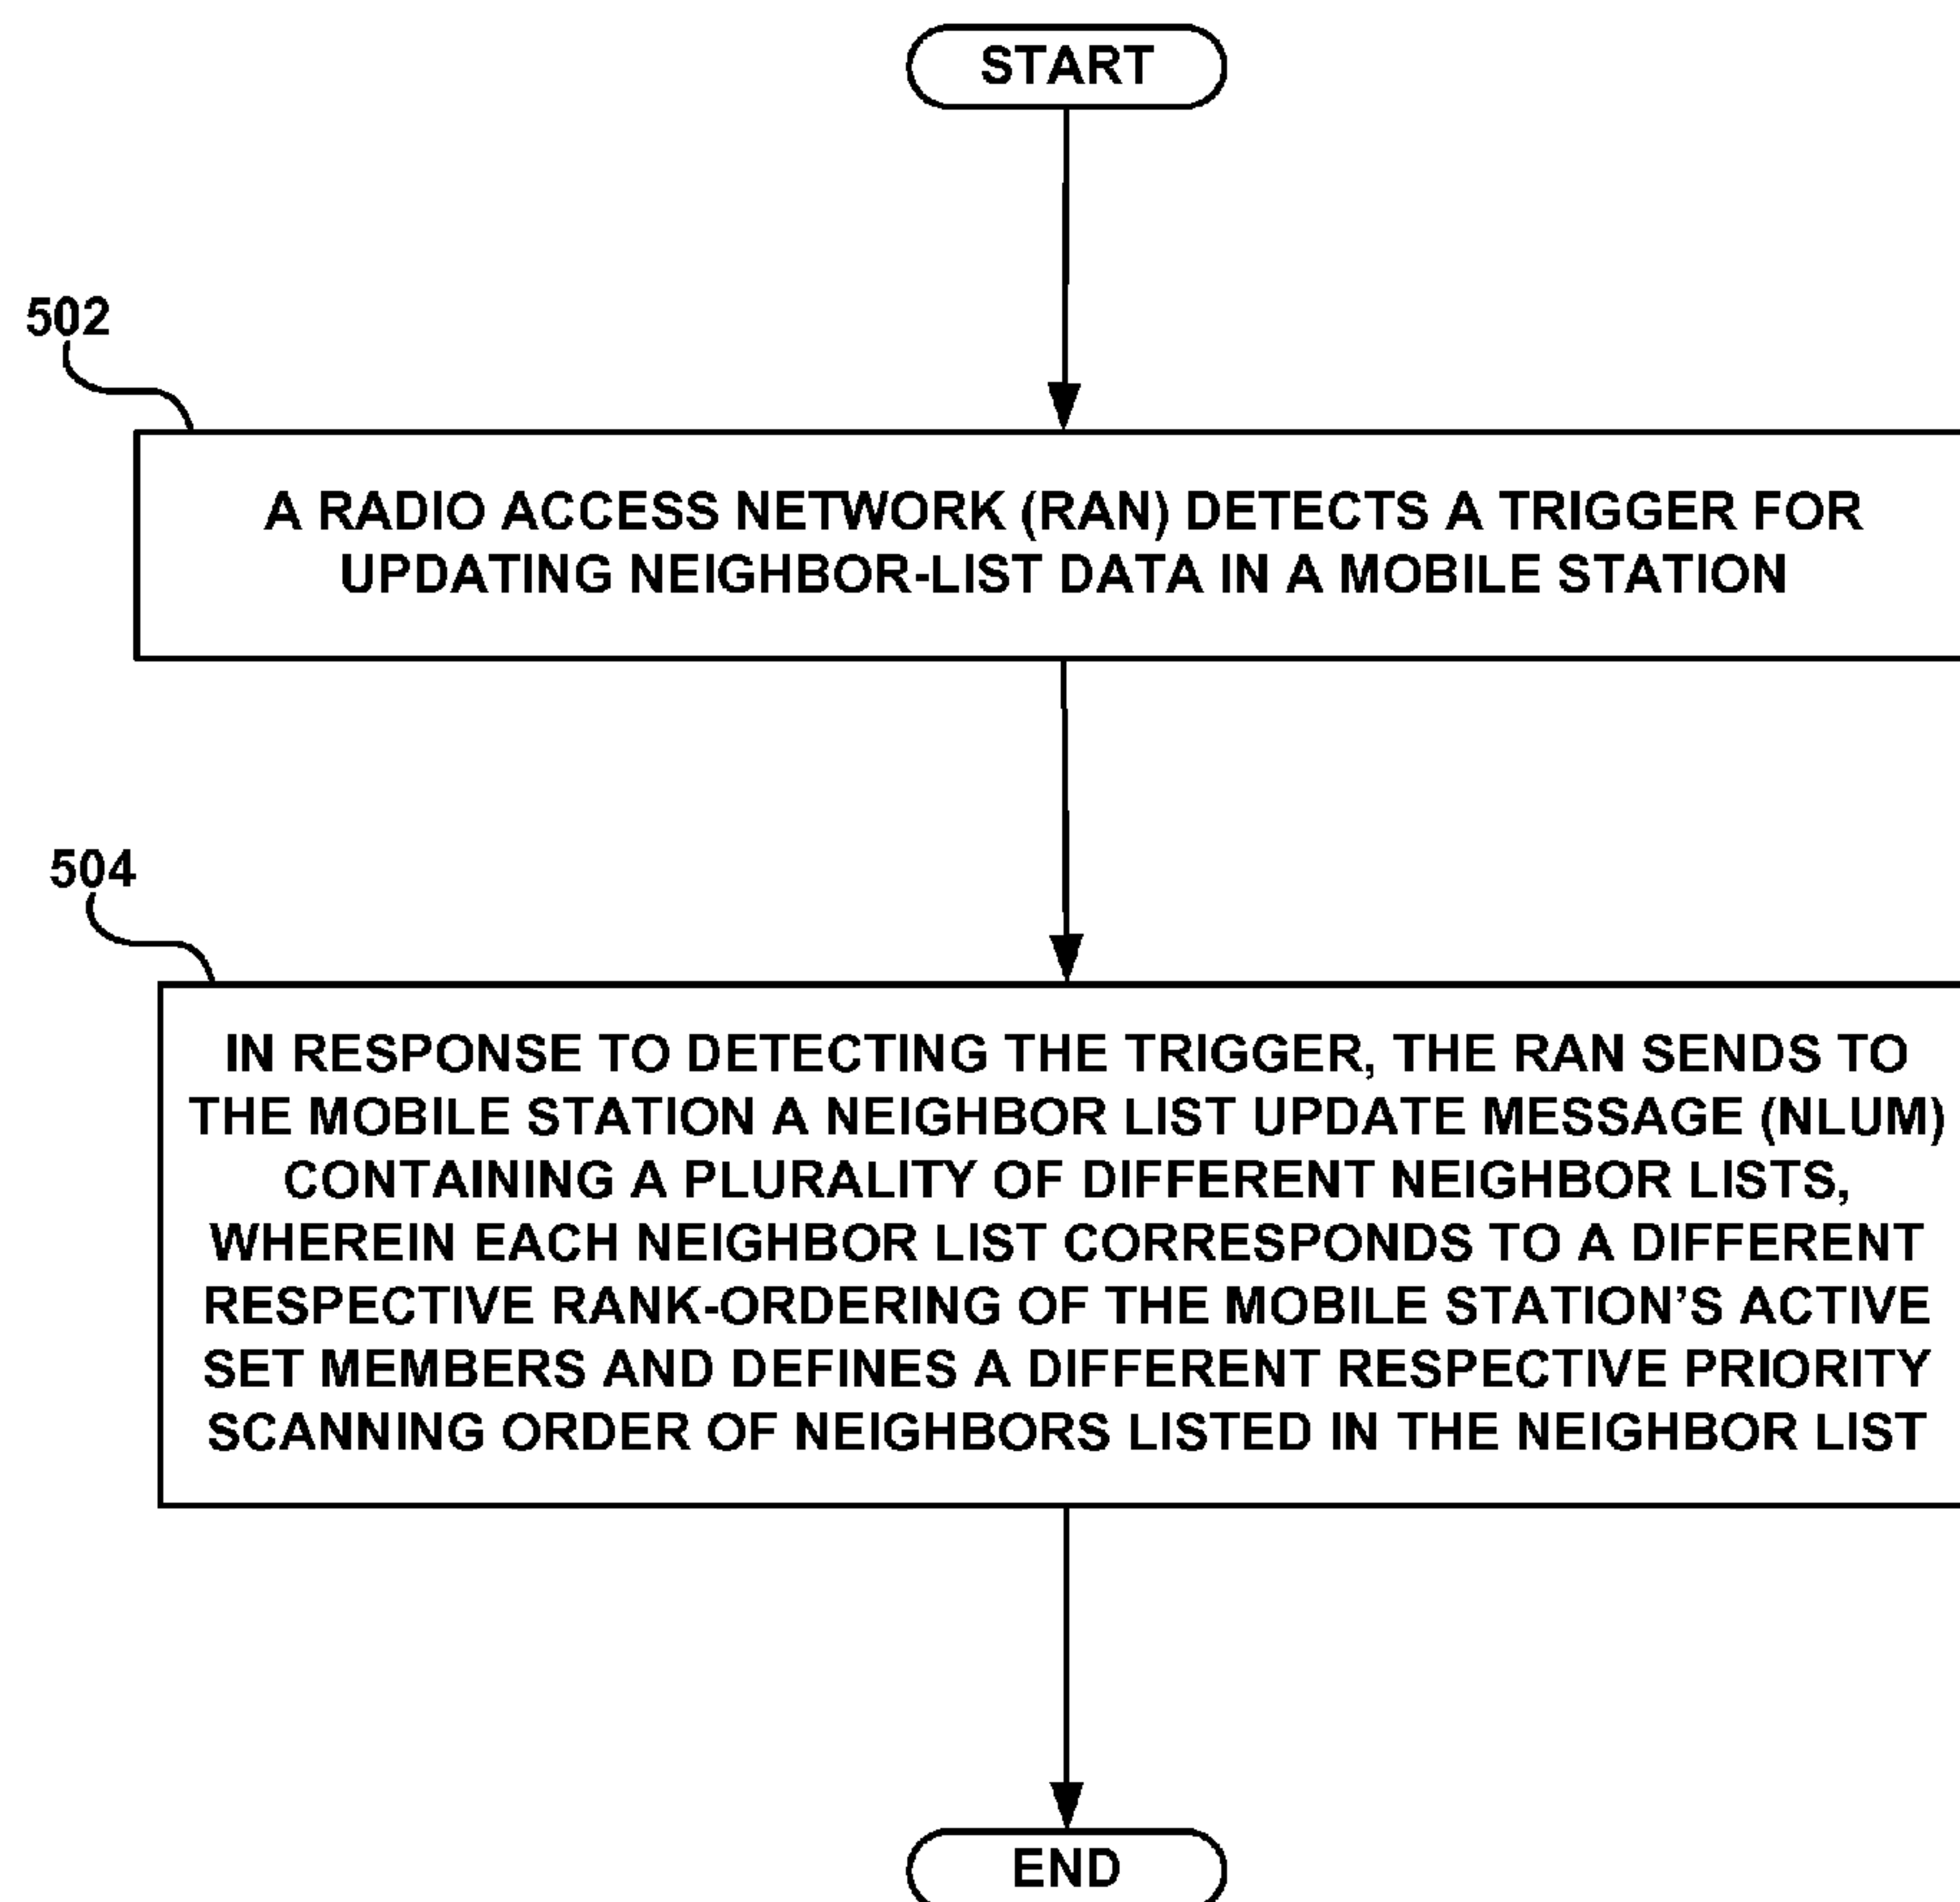 START
502
A RADIO ACCESS NETWORK (RAN) DETECTS A TRIGGER FOR
UPDATING NEIGHBOR-LIST DATA IN A MOBILE STATION
504
IN RESPONSE TO DETECTING THE TRIGGER, THE RAN SENDS TO
THE MOBILE STATION A NEIGHBOR LIST UPDATE MESSAGE (NLUM)
CONTAINING A PLURALITY OF DIFFERENT NEIGHBOR LISTS,
WHEREIN EACH NEIGHBOR LIST CORRESPONDS TO A DIFFERENT
RESPECTIVE RANK-ORDERING OF THE MOBILE STATION'S ACTIVE
SET MEMBERS AND DEFINES A DIFFERENT RESPECTIVE PRIORITY
SCANNING ORDER OF NEIGHBORS LISTED IN THE NEIGHBOR LIST
END